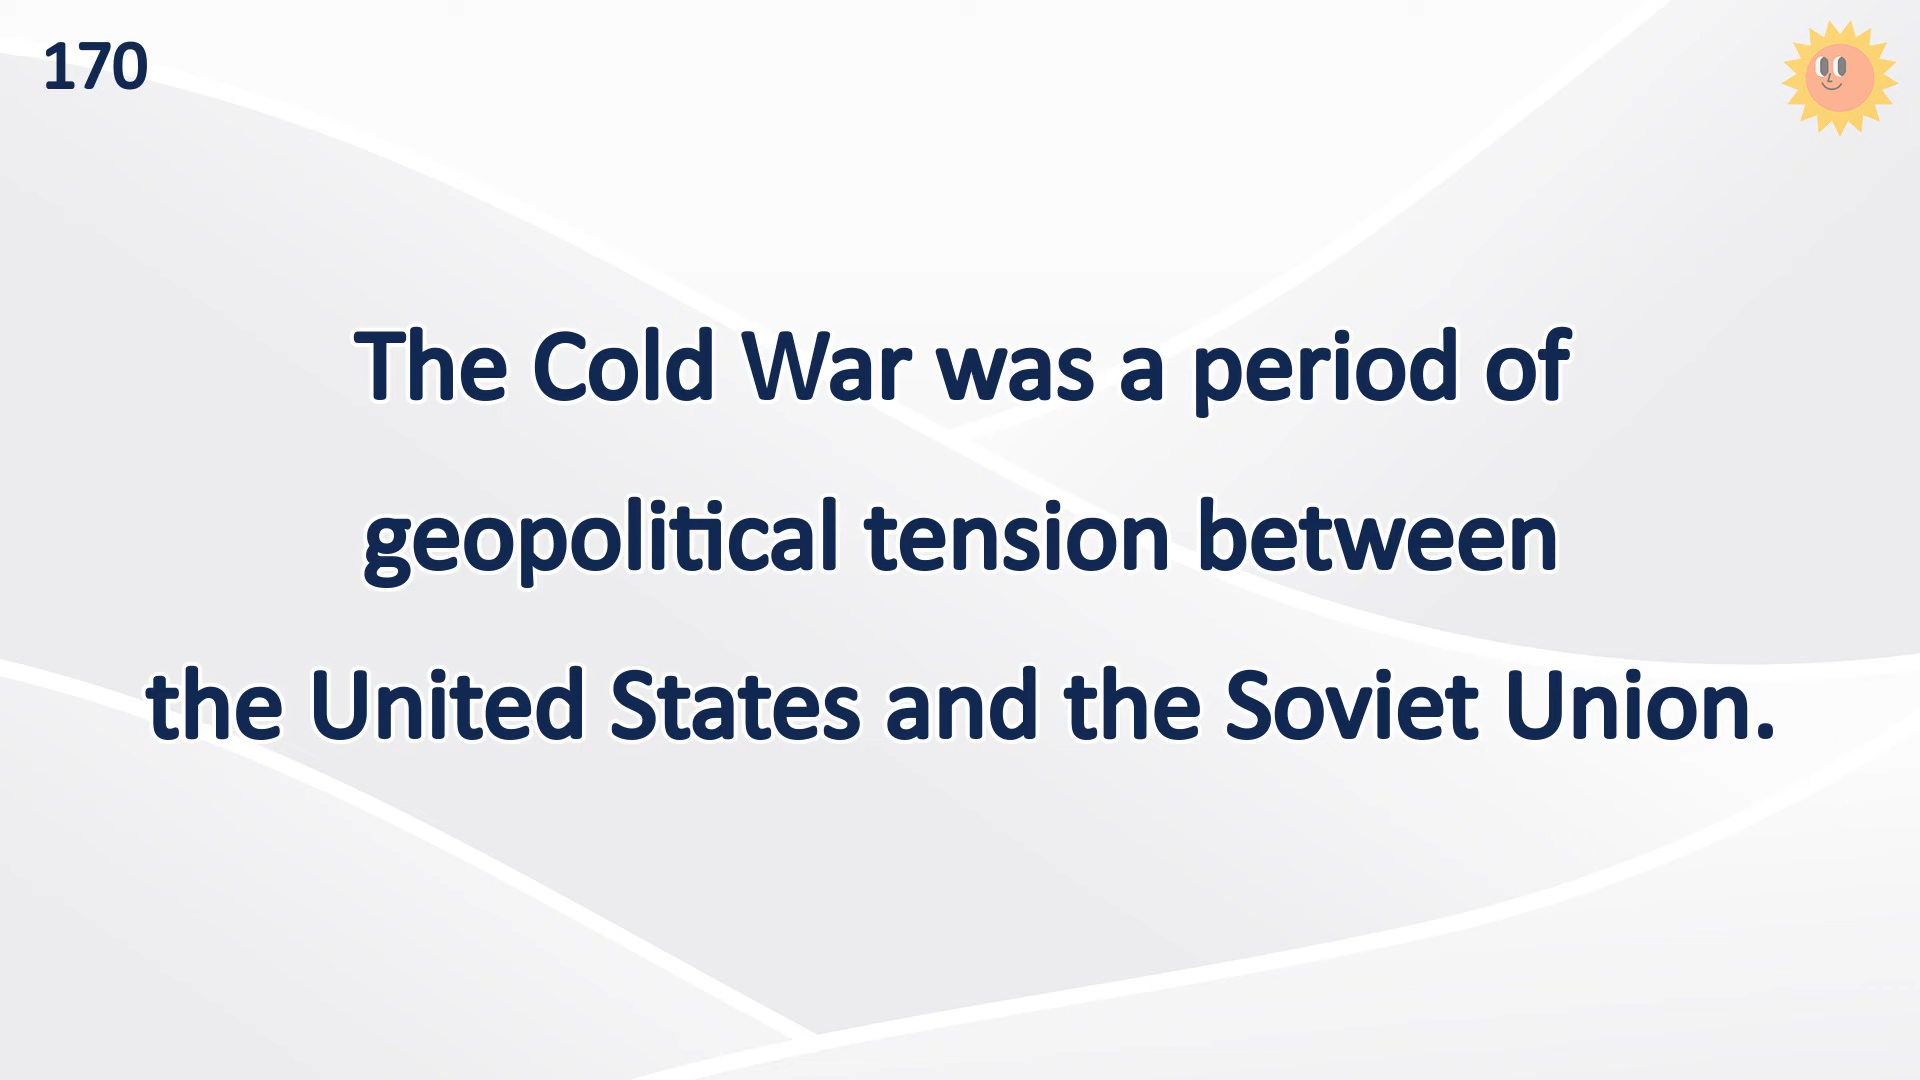 170
The Cold War was a period of
geopolitical tension between
the United States and the Soviet Union.